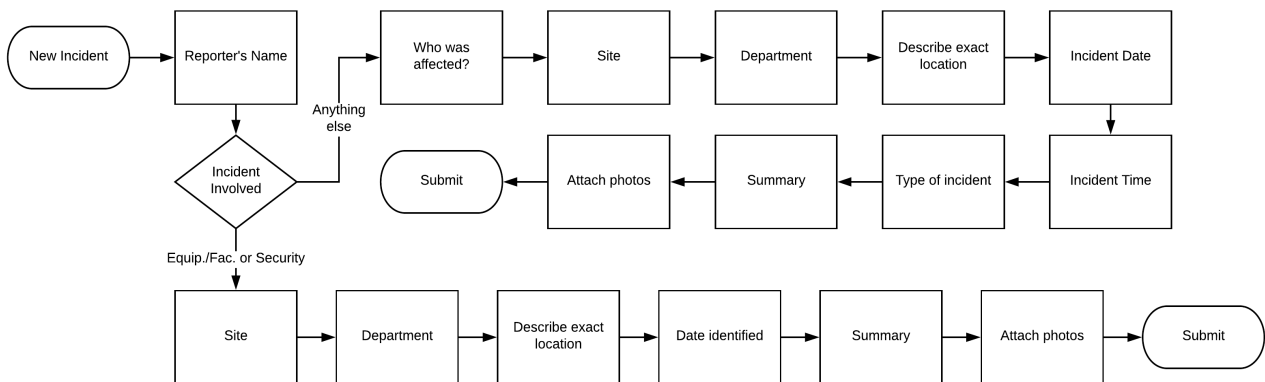 New Incident
Reporter's Name
Who was
affected?
Site
Department
Describe exact
location
Incident Date
Anything
else
Incident
Involved
Submit
Attach photos
Summary
Type of incident
Incident Time
Equip./Fac. or Security
Site
Department
Describe exact
location
Date identified
Summary
Attach photos
Submit